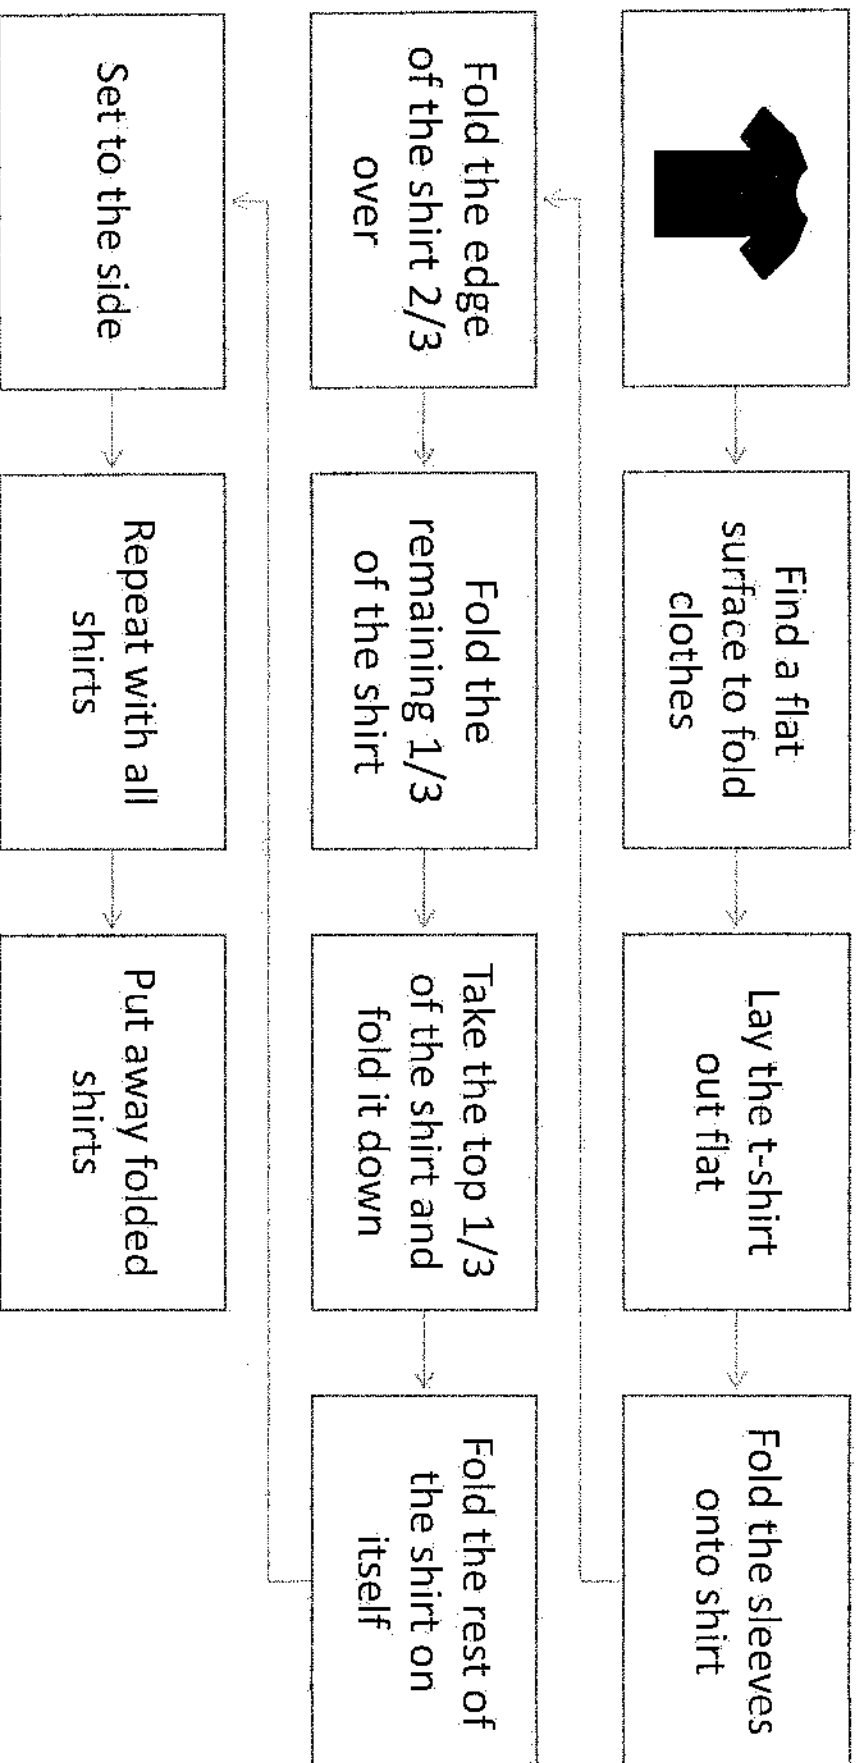 Find a flat
surface to fold
clothes
Lay the t-shirt
out flat
Fold the sleeves
onto shirt
Fold the edge
of the shirt 2/3
over
Fold the
remaining 1/3
of the shirt
Take the top 1/3
of the shirt and
fold it down
Fold the rest of
the shirt on
itself
Set to the side
Repeat with all
shirts
Put away folded
shirts